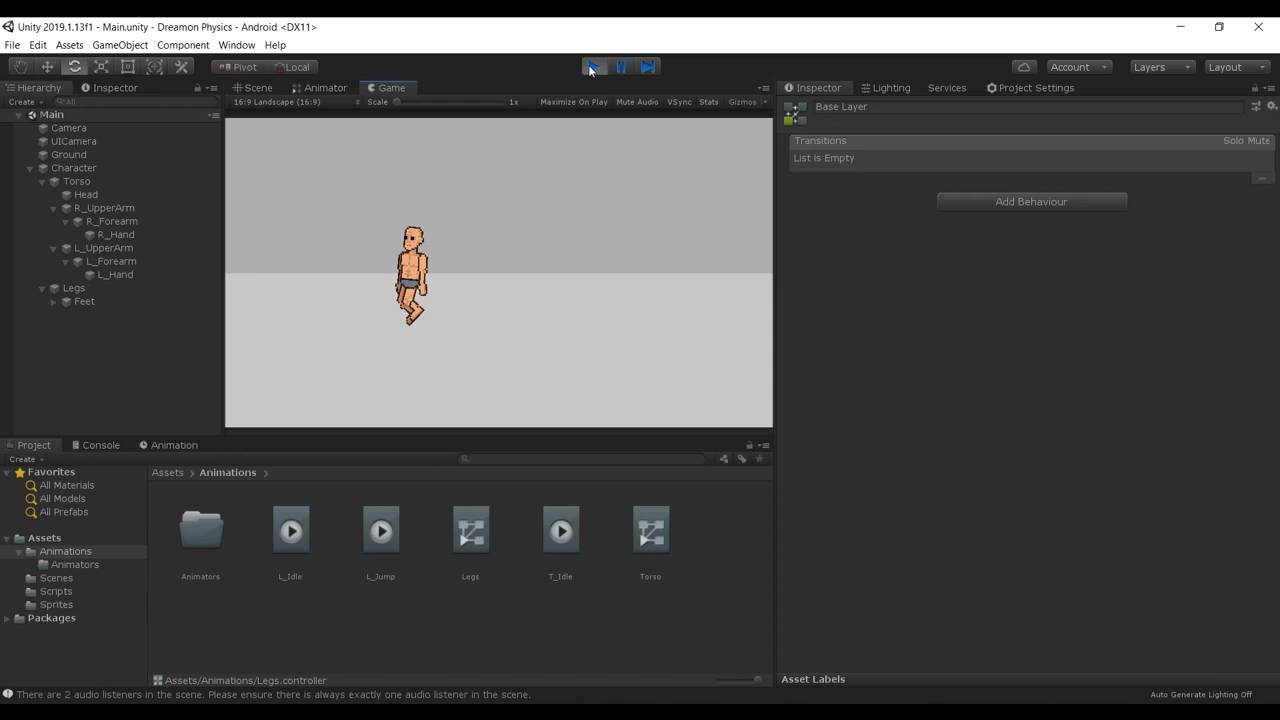 Unity 2019.1.13f1 - Main.unity - Dreamon Physics - Android <DX11>
File Edit Assets GameObject Component Window Help
Pivot Local Account Layers Layout
Hierarchy Inspector Scene Animator Game Inspector Lighting Services Project Settings
Create All 16:9 Landscape (16:9) Scale 1x Maximize On Play Mute Audio VSync Stats Gizmos Base Layer
Main
Camera
UICamera
Ground
Character
Torso
Head
R_UpperArm
R_Forearm
R_Hand
L_UpperArm
L_Forearm
L_Hand
Legs
Feet
Transitions Solo Mute
List is Empty
Add Behaviour
Project Console Animation
Create
Favorites
All Materials
All Models
All Prefabs
Assets
Animations
Animators
Scenes
Scripts
Sprites
Packages
Assets > Animations >
Animators L_Idle L_Jump Legs T_Idle Torso
Assets/Animations/Legs.controller
Asset Labels
There are 2 audio listeners in the scene. Please ensure there is always exactly one audio listener in the scene.
Auto Generate Lighting Off